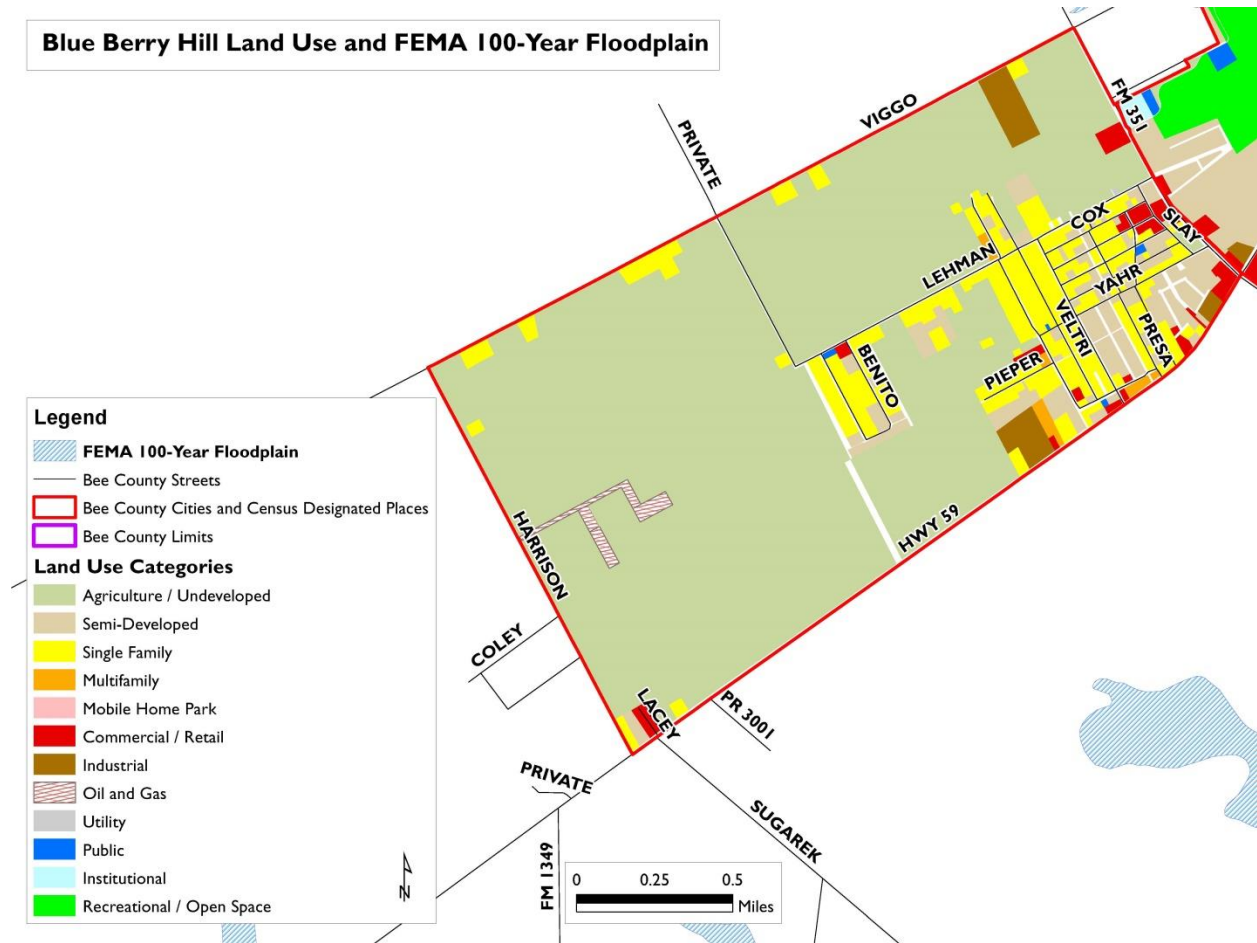 Blue Berry Hill Land Use and FEMA 100-Year Floodplain
FM 351
VIGGO
PRIVATE
COX
SLAY
LEHMAN
YAHR
VELTRI
PRESA
BENITO
PIEPER
HWY 59
HARRISON
COLEY
LACEY
PR 3001
PRIVATE
SUGAREK
FM 1349
Legend
FEMA 100-Year Floodplain
Bee County Streets
Bee County Cities and Census Designated Places
Bee County Limits
Land Use Categories
Agriculture / Undeveloped
Semi-Developed
Single Family
Multifamily
Mobile Home Park
Commercial / Retail
Industrial
Oil and Gas
Utility
Public
Institutional
Recreational / Open Space
N
0 0.25 0.5
Miles